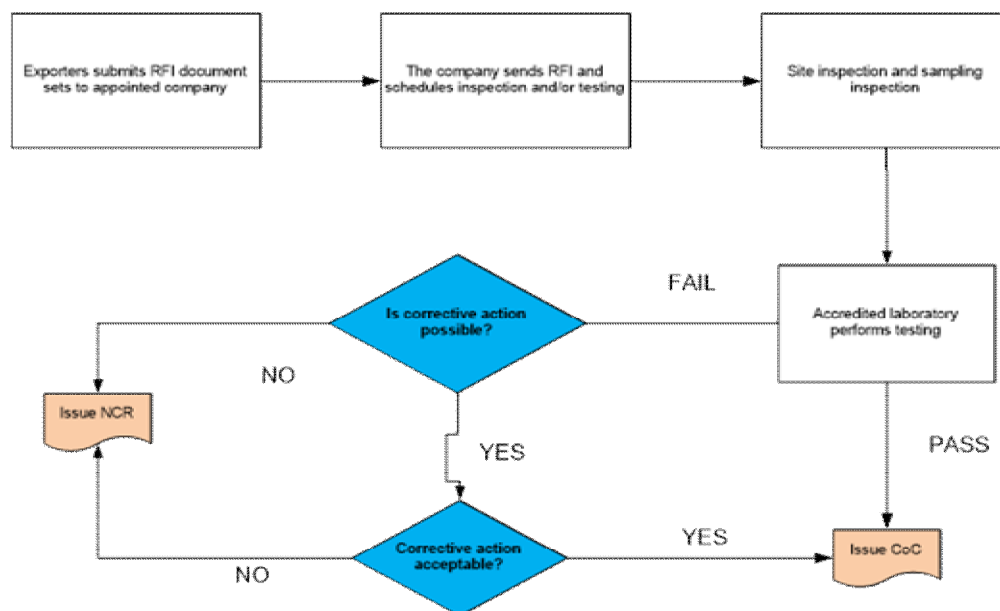 Exporters submits RFI document
sets to appointed company
The company sends RFI and
schedules inspection and/or testing
Site inspection and sampling
inspection
FAIL
Is corrective action
possible?
Accredited laboratory
performs testing
NO
Issue NCR
YES
PASS
Corrective action
acceptable?
YES
Issue CoC
NO